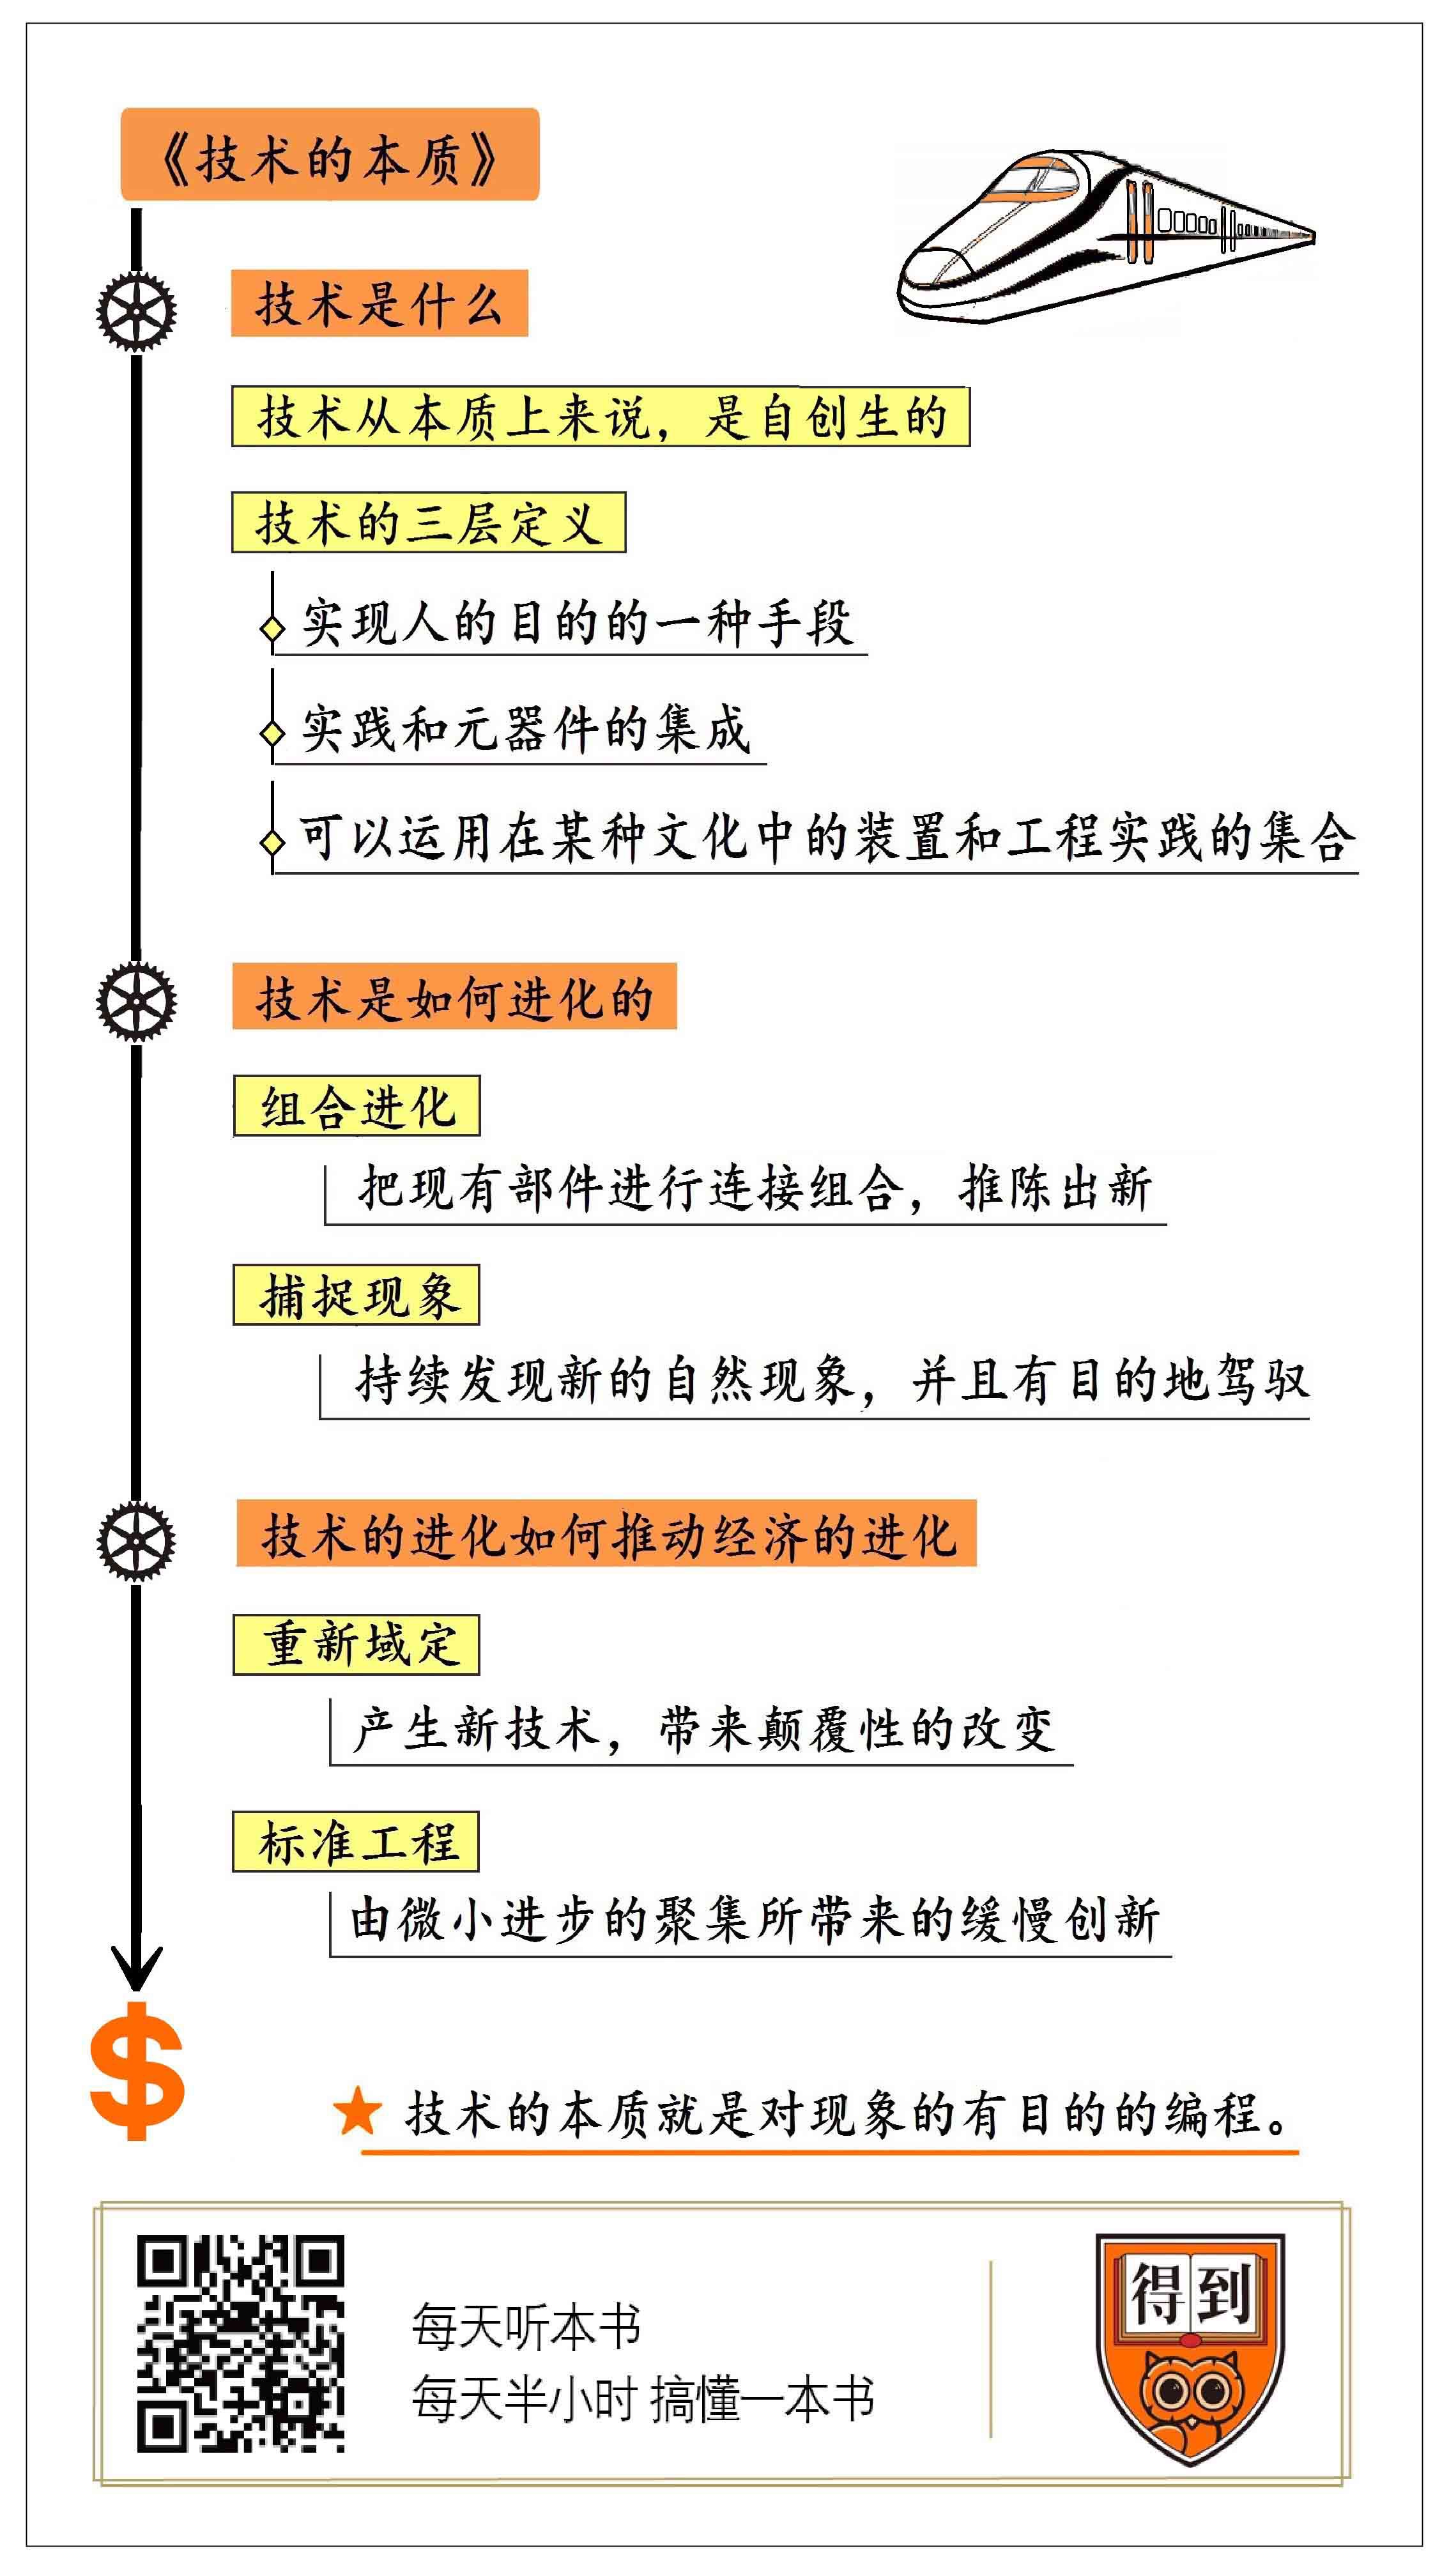 《技术的本质》
技术是什么
技术从本质上来说，是自创生的
技术的三层定义
实现人的目的的一种手段
实践和元器件的集成
可以运用在某种文化中的装置和工程实践的集合
技术是如何进化的
组合进化
把现有部件进行连接组合，推陈出新
捕捉现象
持续发现新的自然现象，并且有目的地驾驭
技术的进化如何推动经济的进化
重新域定
产生新技术，带来颠覆性的改变
标准工程
由微小进步的聚集所带来的缓慢创新
$
技术的本质就是对现象的有目的的编程。
每天听本书
每天半小时 搞懂一本书
得到